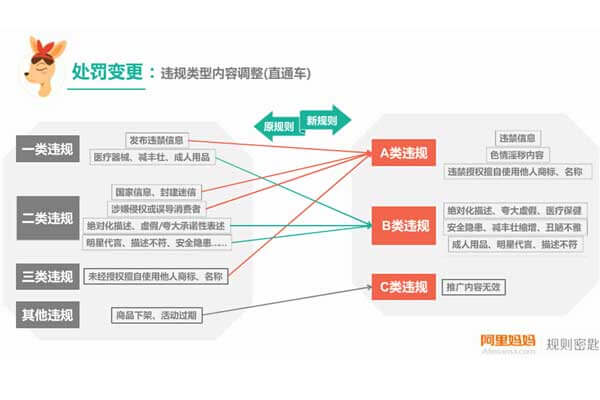 处罚变更：违规类型内容调整(直通车)
原规则
新规则
一类违规
发布违禁信息
医疗器械、减丰壮、成人用品
二类违规
国家信息、封建迷信
涉嫌侵权或误导消费者
绝对化描述、虚假/夸大承诺性表述
明星代言、描述不符、安全隐患......
三类违规
未经授权擅自使用他人商标、名称
其他违规
商品下架、活动过期
A类违规
违禁信息
色情淫秽内容
违禁授权擅自使用他人商标、名称
B类违规
绝对化描述、夸大虚假、医疗保健
安全隐患、减丰壮缩增、丑陋不雅
成人用品、明星代言、描述不符
C类违规
推广内容无效
阿里妈妈
Alimama.com
规则密匙